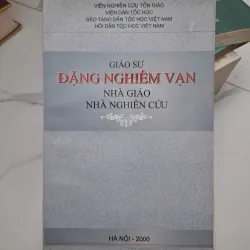 VIỆN NGHIÊN CỨU TÔN GIÁO
VIỆN DÂN TỘC HỌC
BẢO TÀNG DÂN TỘC HỌC VIỆT NAM
HỘI DÂN TỘC HỌC VIỆT NAM
GIÁO SƯ
ĐẶNG NGHIÊM VẠN
NHÀ GIÁO
NHÀ NGHIÊN CỨU
HÀ NỘI - 2000